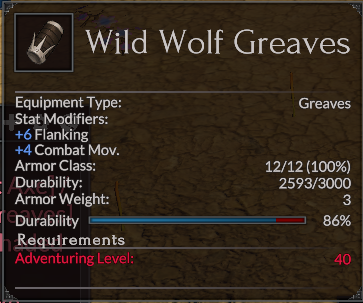 Wild Wolf Greaves
Equipment Type: Greaves
Stat Modifiers:
+6 Flanking
+4 Combat Mov.
Armor Class: 12/12 (100%)
Durability: 2593/3000
Armor Weight: 3
Durability 86%
Requirements
Adventuring Level: 40